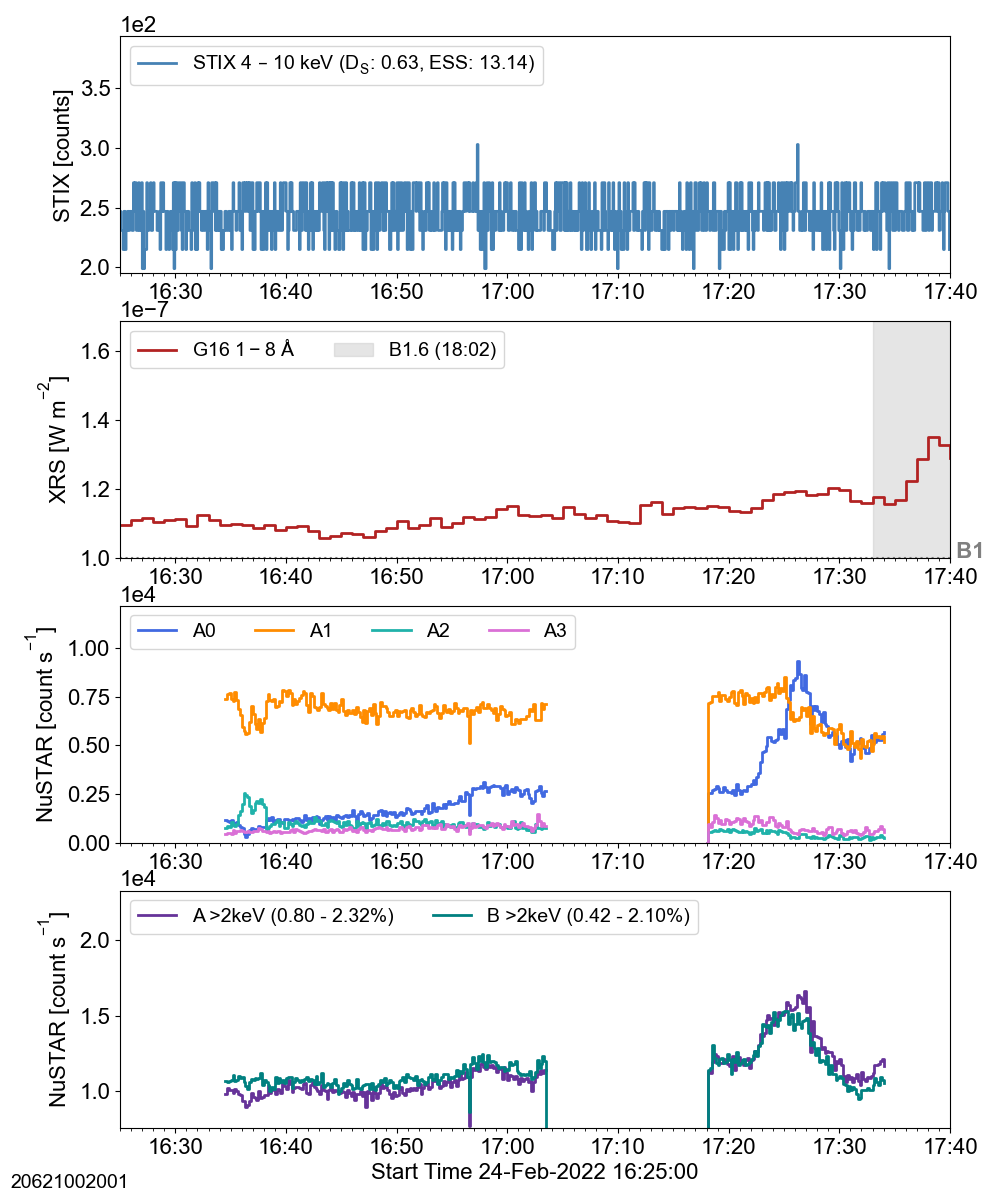 1e2
STIX 4 – 10 keV (D_S: 0.63, ESS: 13.14)
STIX [counts]
3.5
3.0
2.5
2.0
16:30 16:40 16:50 17:00 17:10 17:20 17:30 17:40
1e−7
G16 1 – 8 Å B1.6 (18:02)
XRS [W m⁻²]
1.6
1.4
1.2
1.0
B1
16:30 16:40 16:50 17:00 17:10 17:20 17:30 17:40
1e4
A0 A1 A2 A3
NuSTAR [count s⁻¹]
1.00
0.75
0.50
0.25
0.00
16:30 16:40 16:50 17:00 17:10 17:20 17:30 17:40
1e4
A >2keV (0.80 - 2.32%) B >2keV (0.42 - 2.10%)
NuSTAR [count s⁻¹]
2.0
1.5
1.0
16:30 16:40 16:50 17:00 17:10 17:20 17:30 17:40
Start Time 24-Feb-2022 16:25:00
20621002001